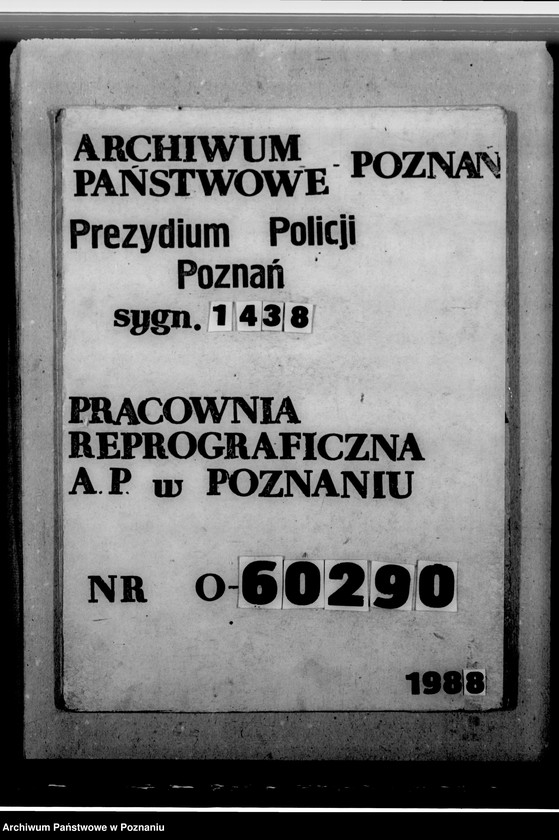 ARCHIWUM
PAŃSTWOWE - POZNAŃ
Prezydium Policji
Poznań
sygn. 1438
PRACOWNIA
REPROGRAFICZNA
A.P. w POZNANIU
NR O-60290
1988
Archiwum Państwowe w Poznaniu